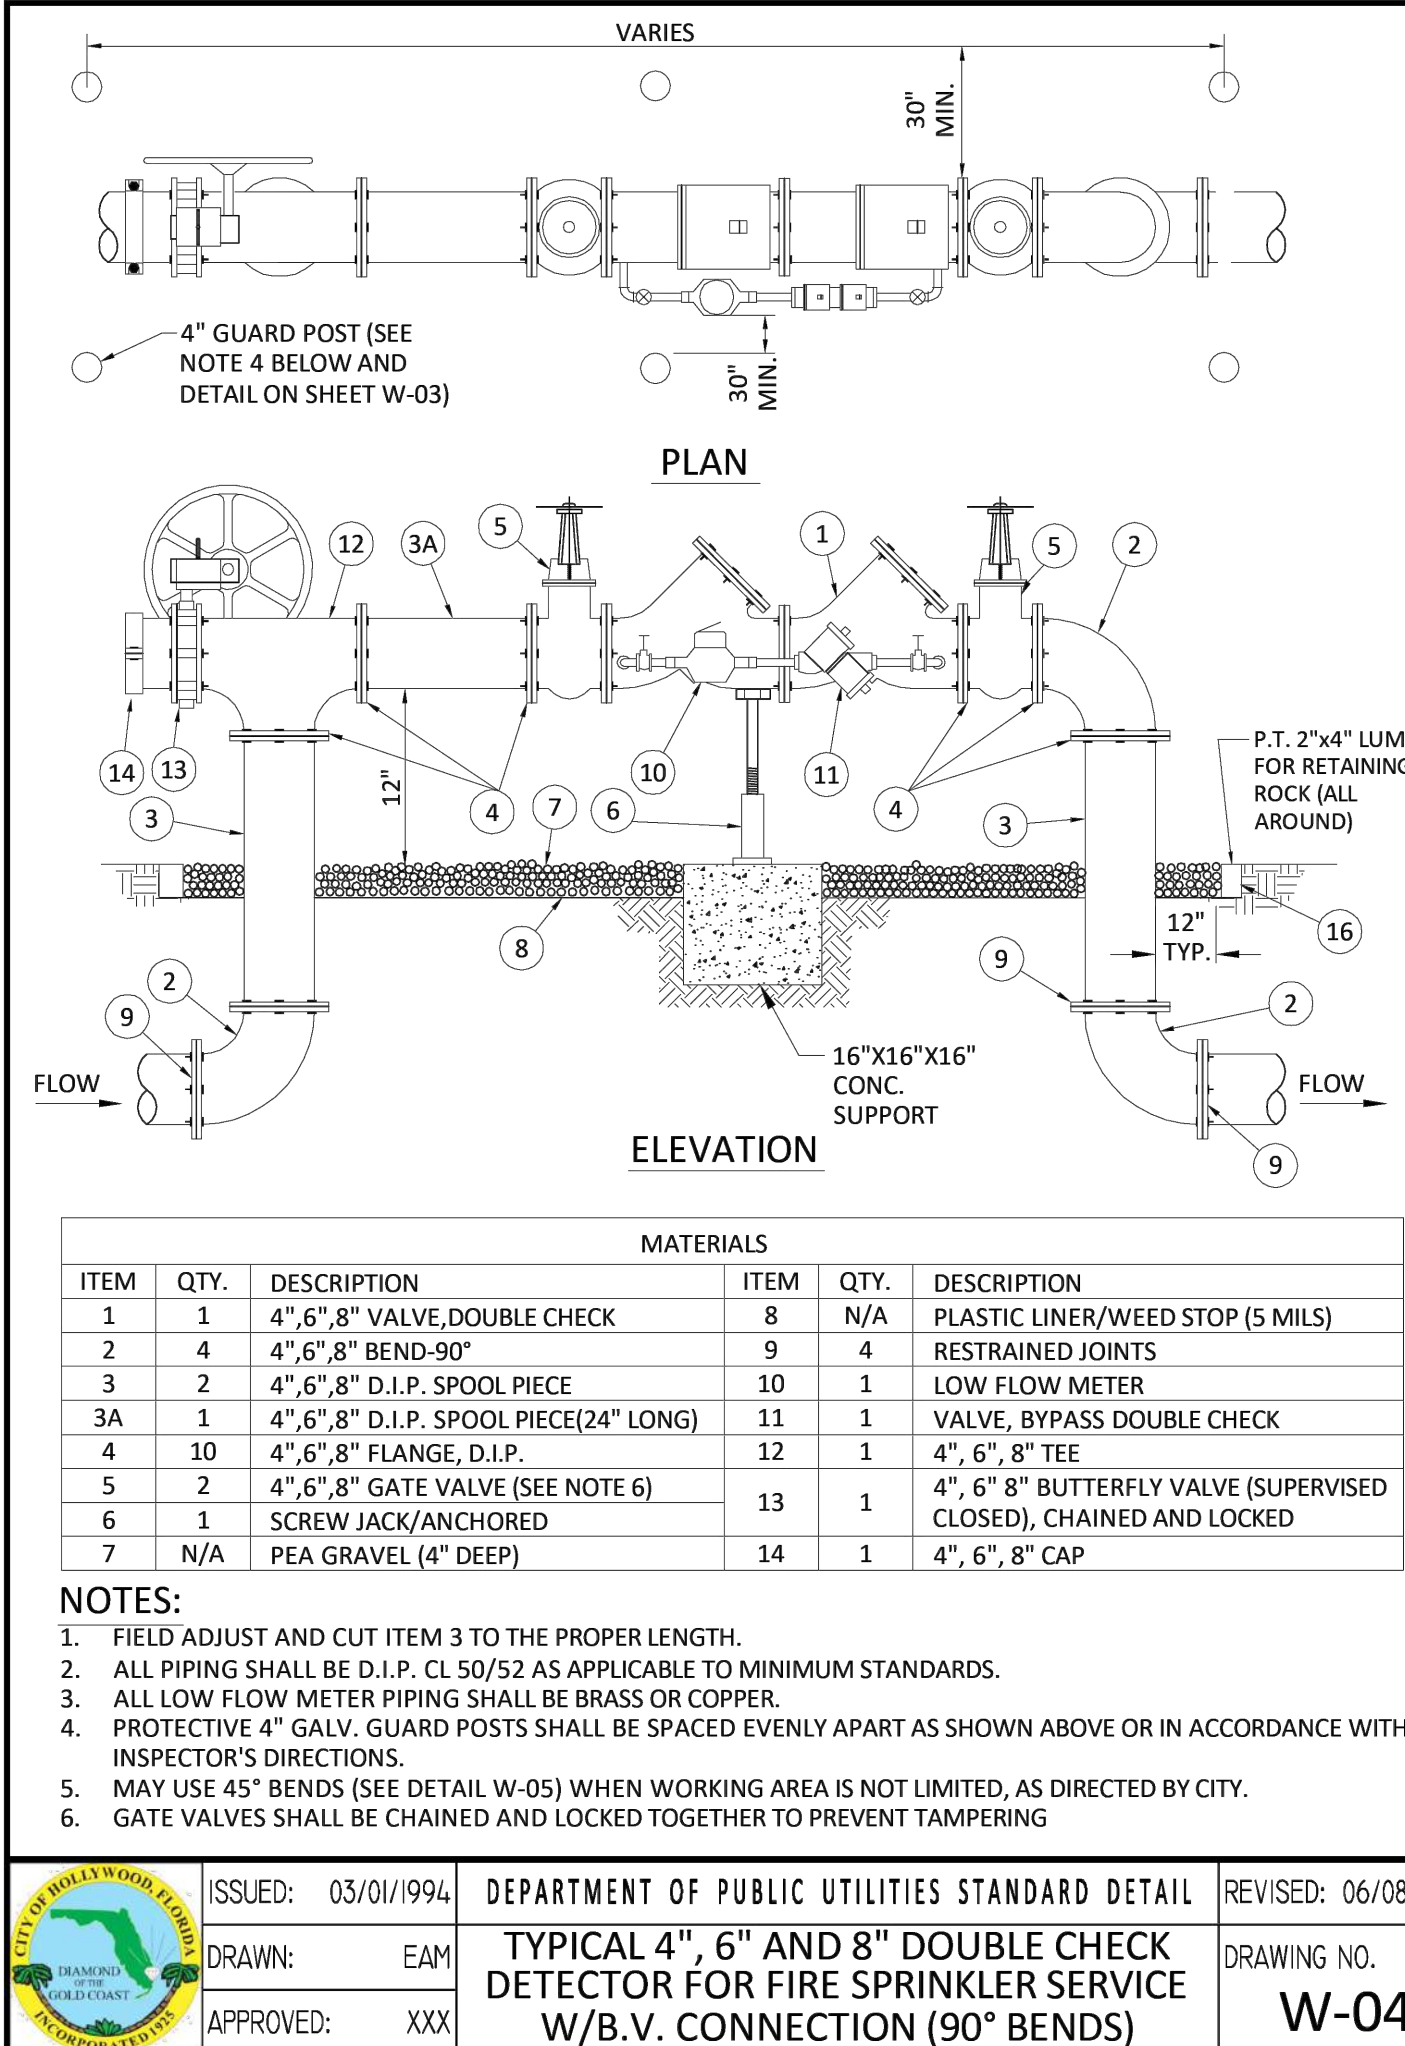 VARIES
30" MIN.
4" GUARD POST (SEE
NOTE 4 BELOW AND
DETAIL ON SHEET W-03)
30" MIN.
PLAN
12
3A
5
1
5
2
14
13
3
12"
4
7
6
10
11
4
3
P.T. 2"x4" LUM
FOR RETAINING
ROCK (ALL
AROUND)
8
12"
TYP.
16
2
9
9
2
FLOW
16"X16"X16"
CONC.
SUPPORT
FLOW
9
ELEVATION
MATERIALS
ITEM QTY. DESCRIPTION ITEM QTY. DESCRIPTION
1 1 4",6",8" VALVE,DOUBLE CHECK 8 N/A PLASTIC LINER/WEED STOP (5 MILS)
2 4 4",6",8" BEND-90° 9 4 RESTRAINED JOINTS
3 2 4",6",8" D.I.P. SPOOL PIECE 10 1 LOW FLOW METER
3A 1 4",6",8" D.I.P. SPOOL PIECE(24" LONG) 11 1 VALVE, BYPASS DOUBLE CHECK
4 10 4",6",8" FLANGE, D.I.P. 12 1 4", 6", 8" TEE
5 2 4",6",8" GATE VALVE (SEE NOTE 6) 13 1 4", 6" 8" BUTTERFLY VALVE (SUPERVISED
CLOSED), CHAINED AND LOCKED
6 1 SCREW JACK/ANCHORED
7 N/A PEA GRAVEL (4" DEEP) 14 1 4", 6", 8" CAP
NOTES:
1. FIELD ADJUST AND CUT ITEM 3 TO THE PROPER LENGTH.
2. ALL PIPING SHALL BE D.I.P. CL 50/52 AS APPLICABLE TO MINIMUM STANDARDS.
3. ALL LOW FLOW METER PIPING SHALL BE BRASS OR COPPER.
4. PROTECTIVE 4" GALV. GUARD POSTS SHALL BE SPACED EVENLY APART AS SHOWN ABOVE OR IN ACCORDANCE WITH
INSPECTOR'S DIRECTIONS.
5. MAY USE 45° BENDS (SEE DETAIL W-05) WHEN WORKING AREA IS NOT LIMITED, AS DIRECTED BY CITY.
6. GATE VALVES SHALL BE CHAINED AND LOCKED TOGETHER TO PREVENT TAMPERING
CITY OF HOLLYWOOD, FLORIDA
DIAMOND
OF THE
GOLD COAST
INCORPORATED 1925
ISSUED: 03/01/1994
DRAWN: EAM
APPROVED: XXX
DEPARTMENT OF PUBLIC UTILITIES STANDARD DETAIL
TYPICAL 4", 6" AND 8" DOUBLE CHECK
DETECTOR FOR FIRE SPRINKLER SERVICE
W/B.V. CONNECTION (90° BENDS)
REVISED: 06/08
DRAWING NO.
W-04